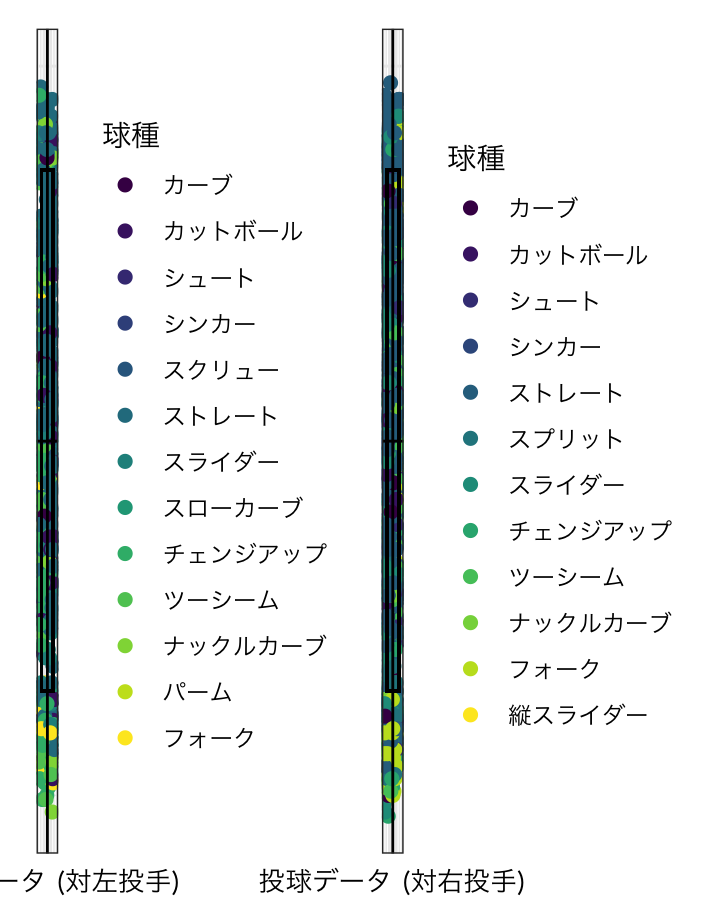 球種
カーブ
カットボール
シュート
シンカー
スクリュー
ストレート
スライダー
スローカーブ
チェンジアップ
ツーシーム
ナックルカーブ
パーム
フォーク
ータ (対左投手)
球種
カーブ
カットボール
シュート
シンカー
ストレート
スプリット
スライダー
チェンジアップ
ツーシーム
ナックルカーブ
フォーク
縦スライダー
投球データ (対右投手)